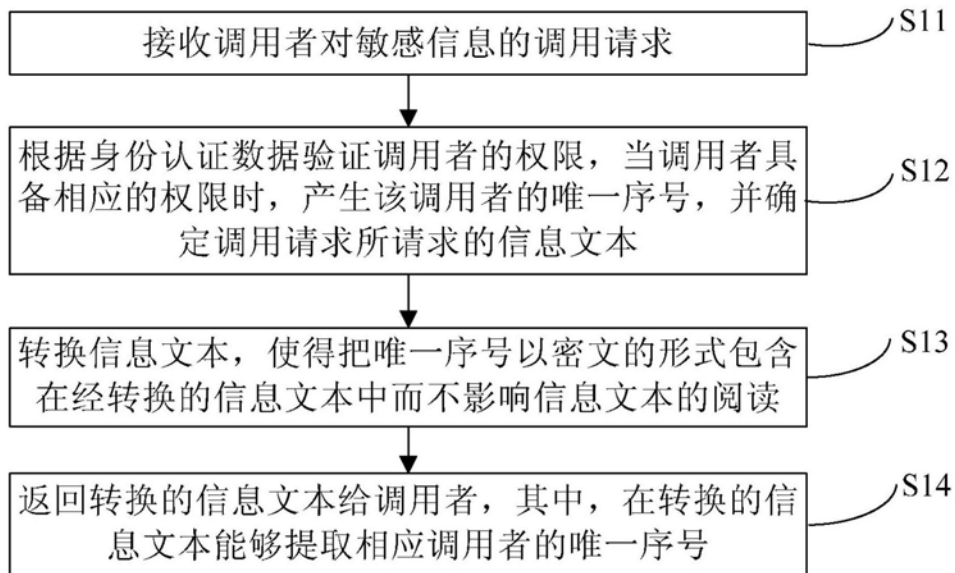 接收调用者对敏感信息的调用请求
S11
根据身份认证数据验证调用者的权限，当调用者具
备相应的权限时，产生该调用者的唯一序号，并确
定调用请求所请求的信息文本
S12
转换信息文本，使得把唯一序号以密文的形式包含
在经转换的信息文本中而不影响信息文本的阅读
S13
返回转换的信息文本给调用者，其中，在转换的信
息文本能够提取相应调用者的唯一序号
S14